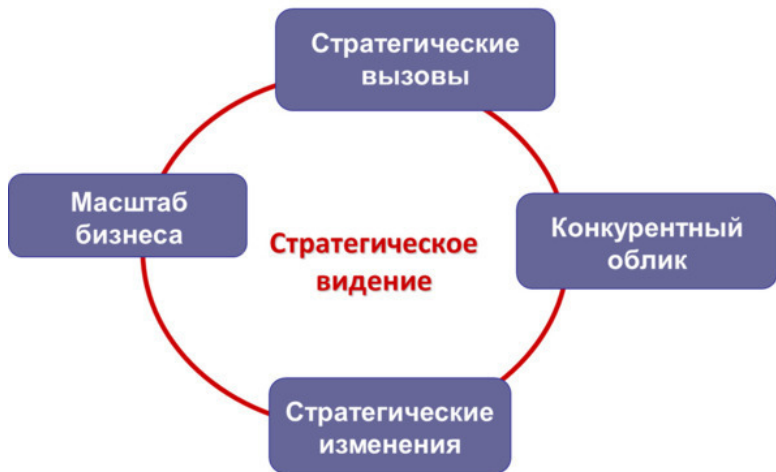 Стратегические
вызовы
Масштаб
бизнеса
Конкурентный
облик
Стратегическое
видение
Стратегические
изменения